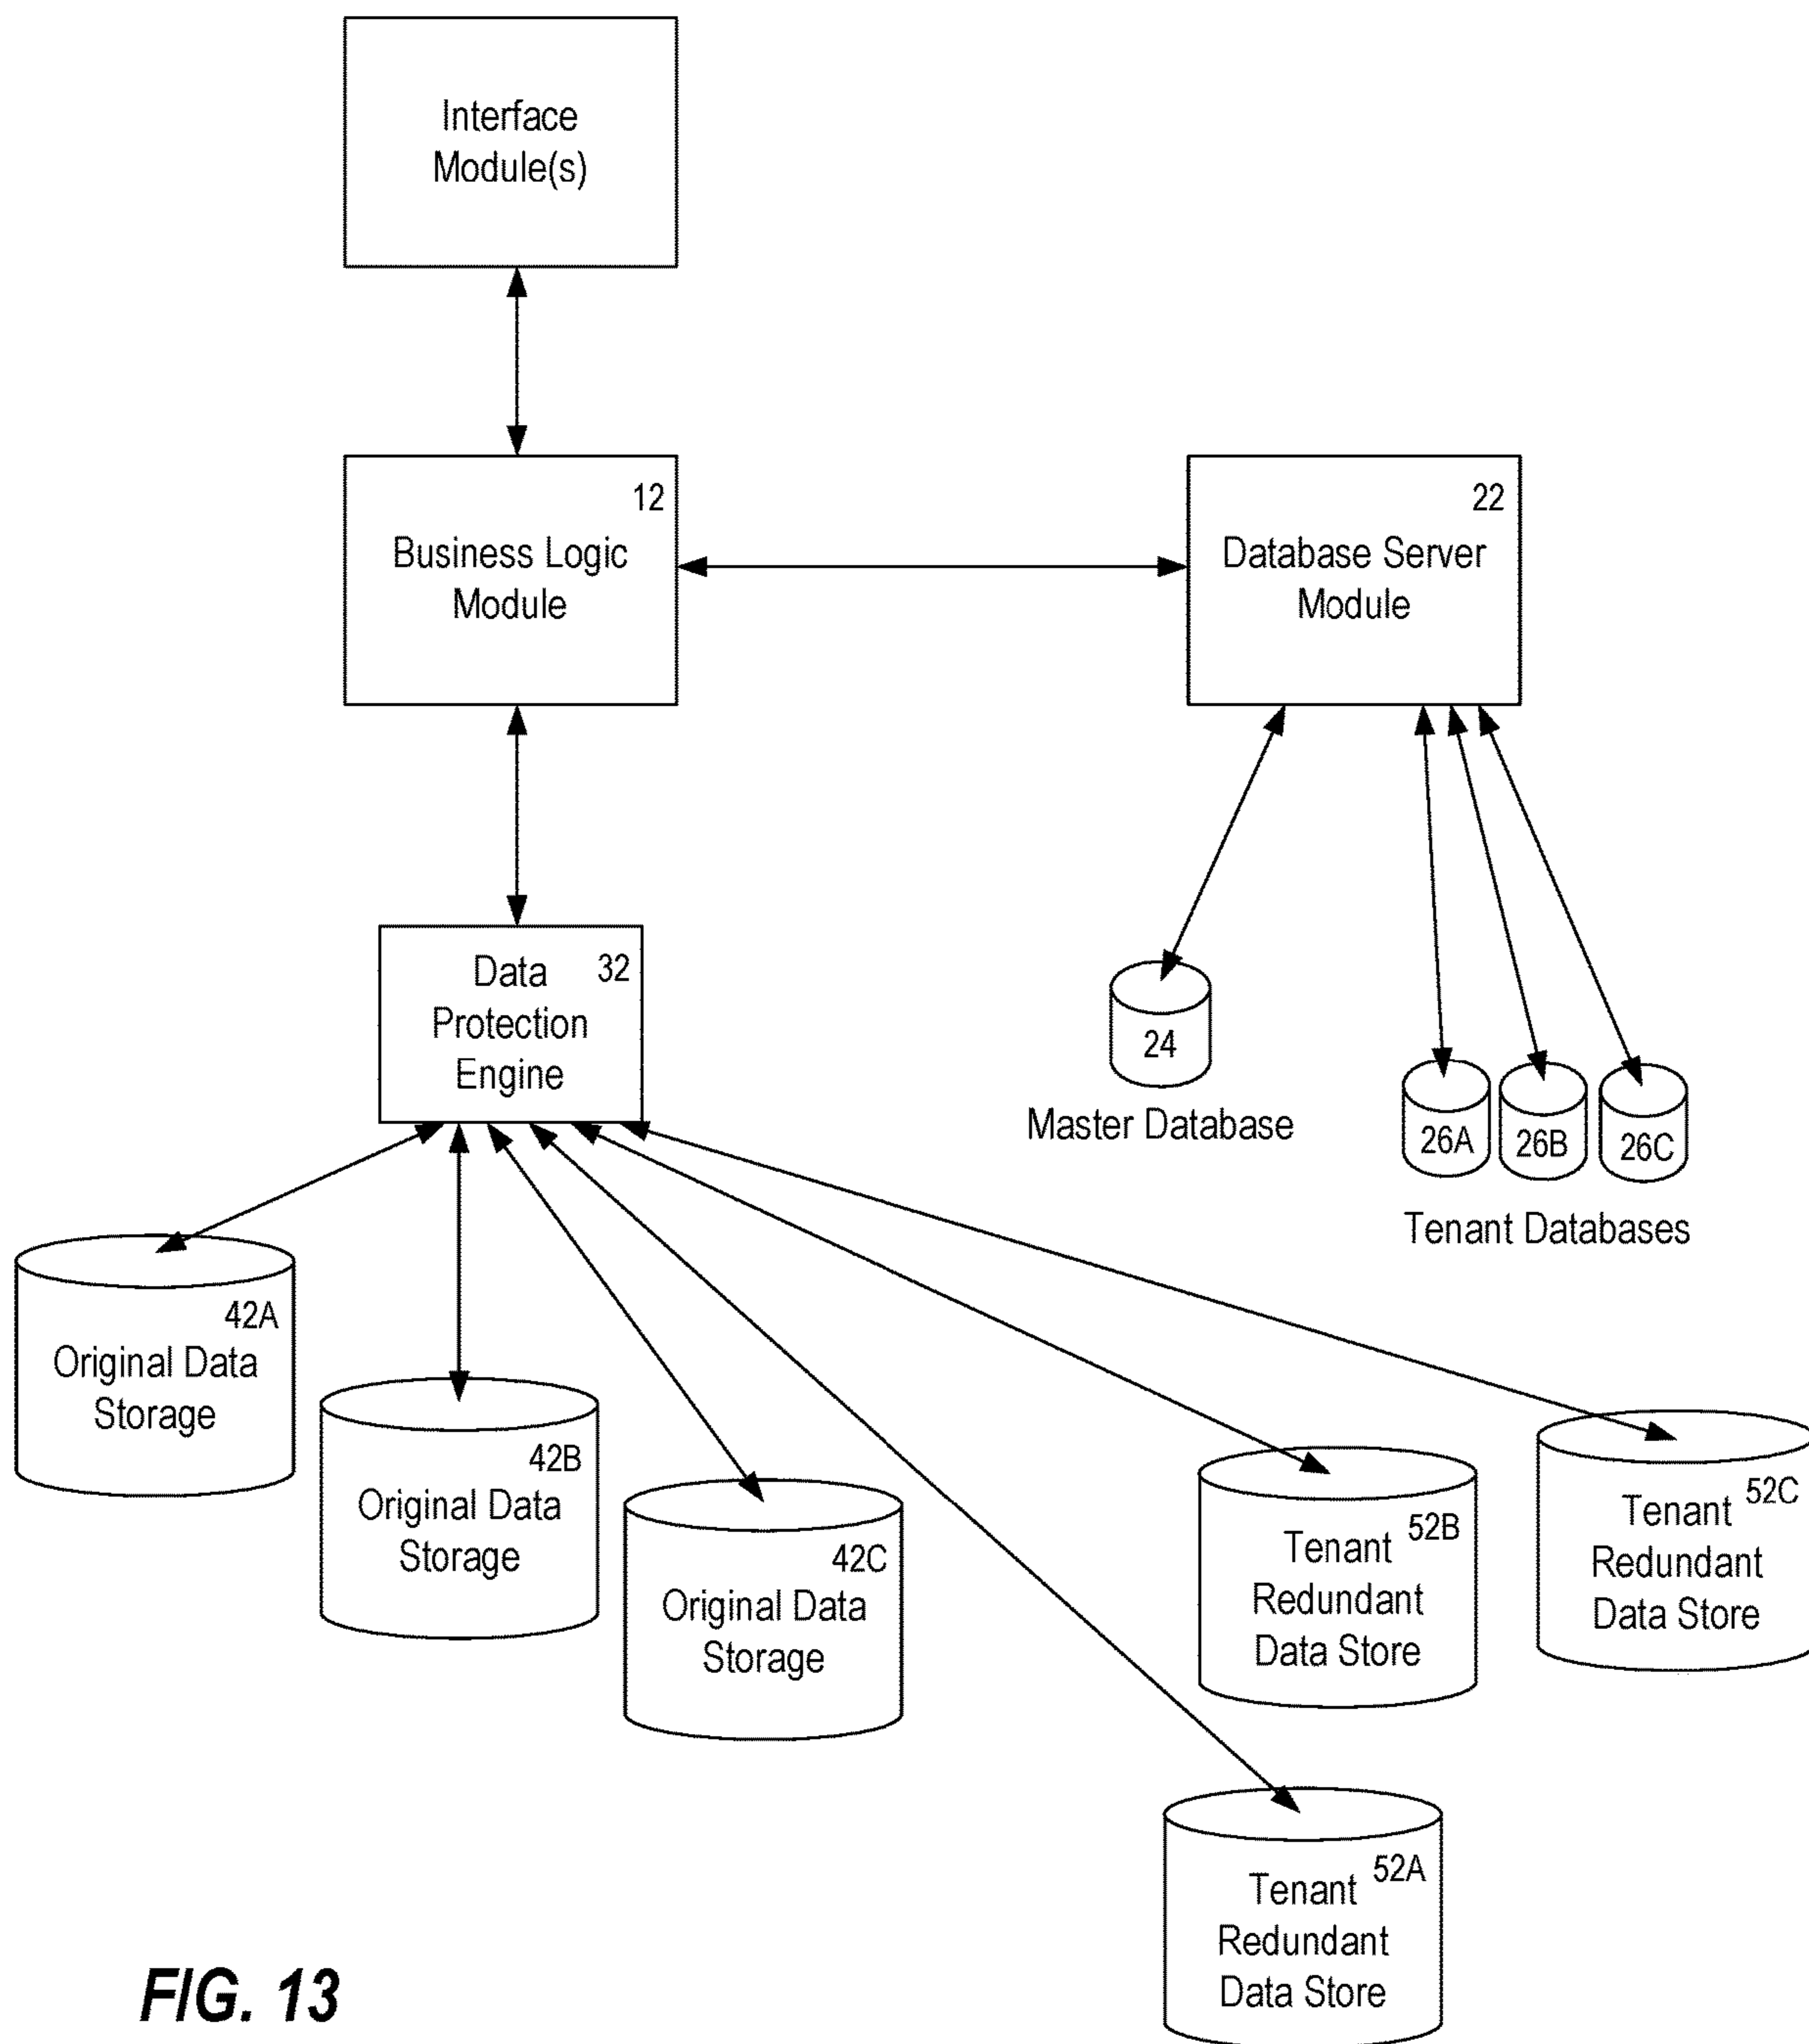 Interface
Module(s)
12
Business Logic
Module
22
Database Server
Module
Data
32
Protection
Engine
24
Master Database
26A
26B
26C
Tenant Databases
42A
Original Data
Storage
42B
Original Data
Storage
42C
Original Data
Storage
52B
Tenant
Redundant
Data Store
52C
Tenant
Redundant
Data Store
52A
Tenant
Redundant
Data Store
FIG. 13